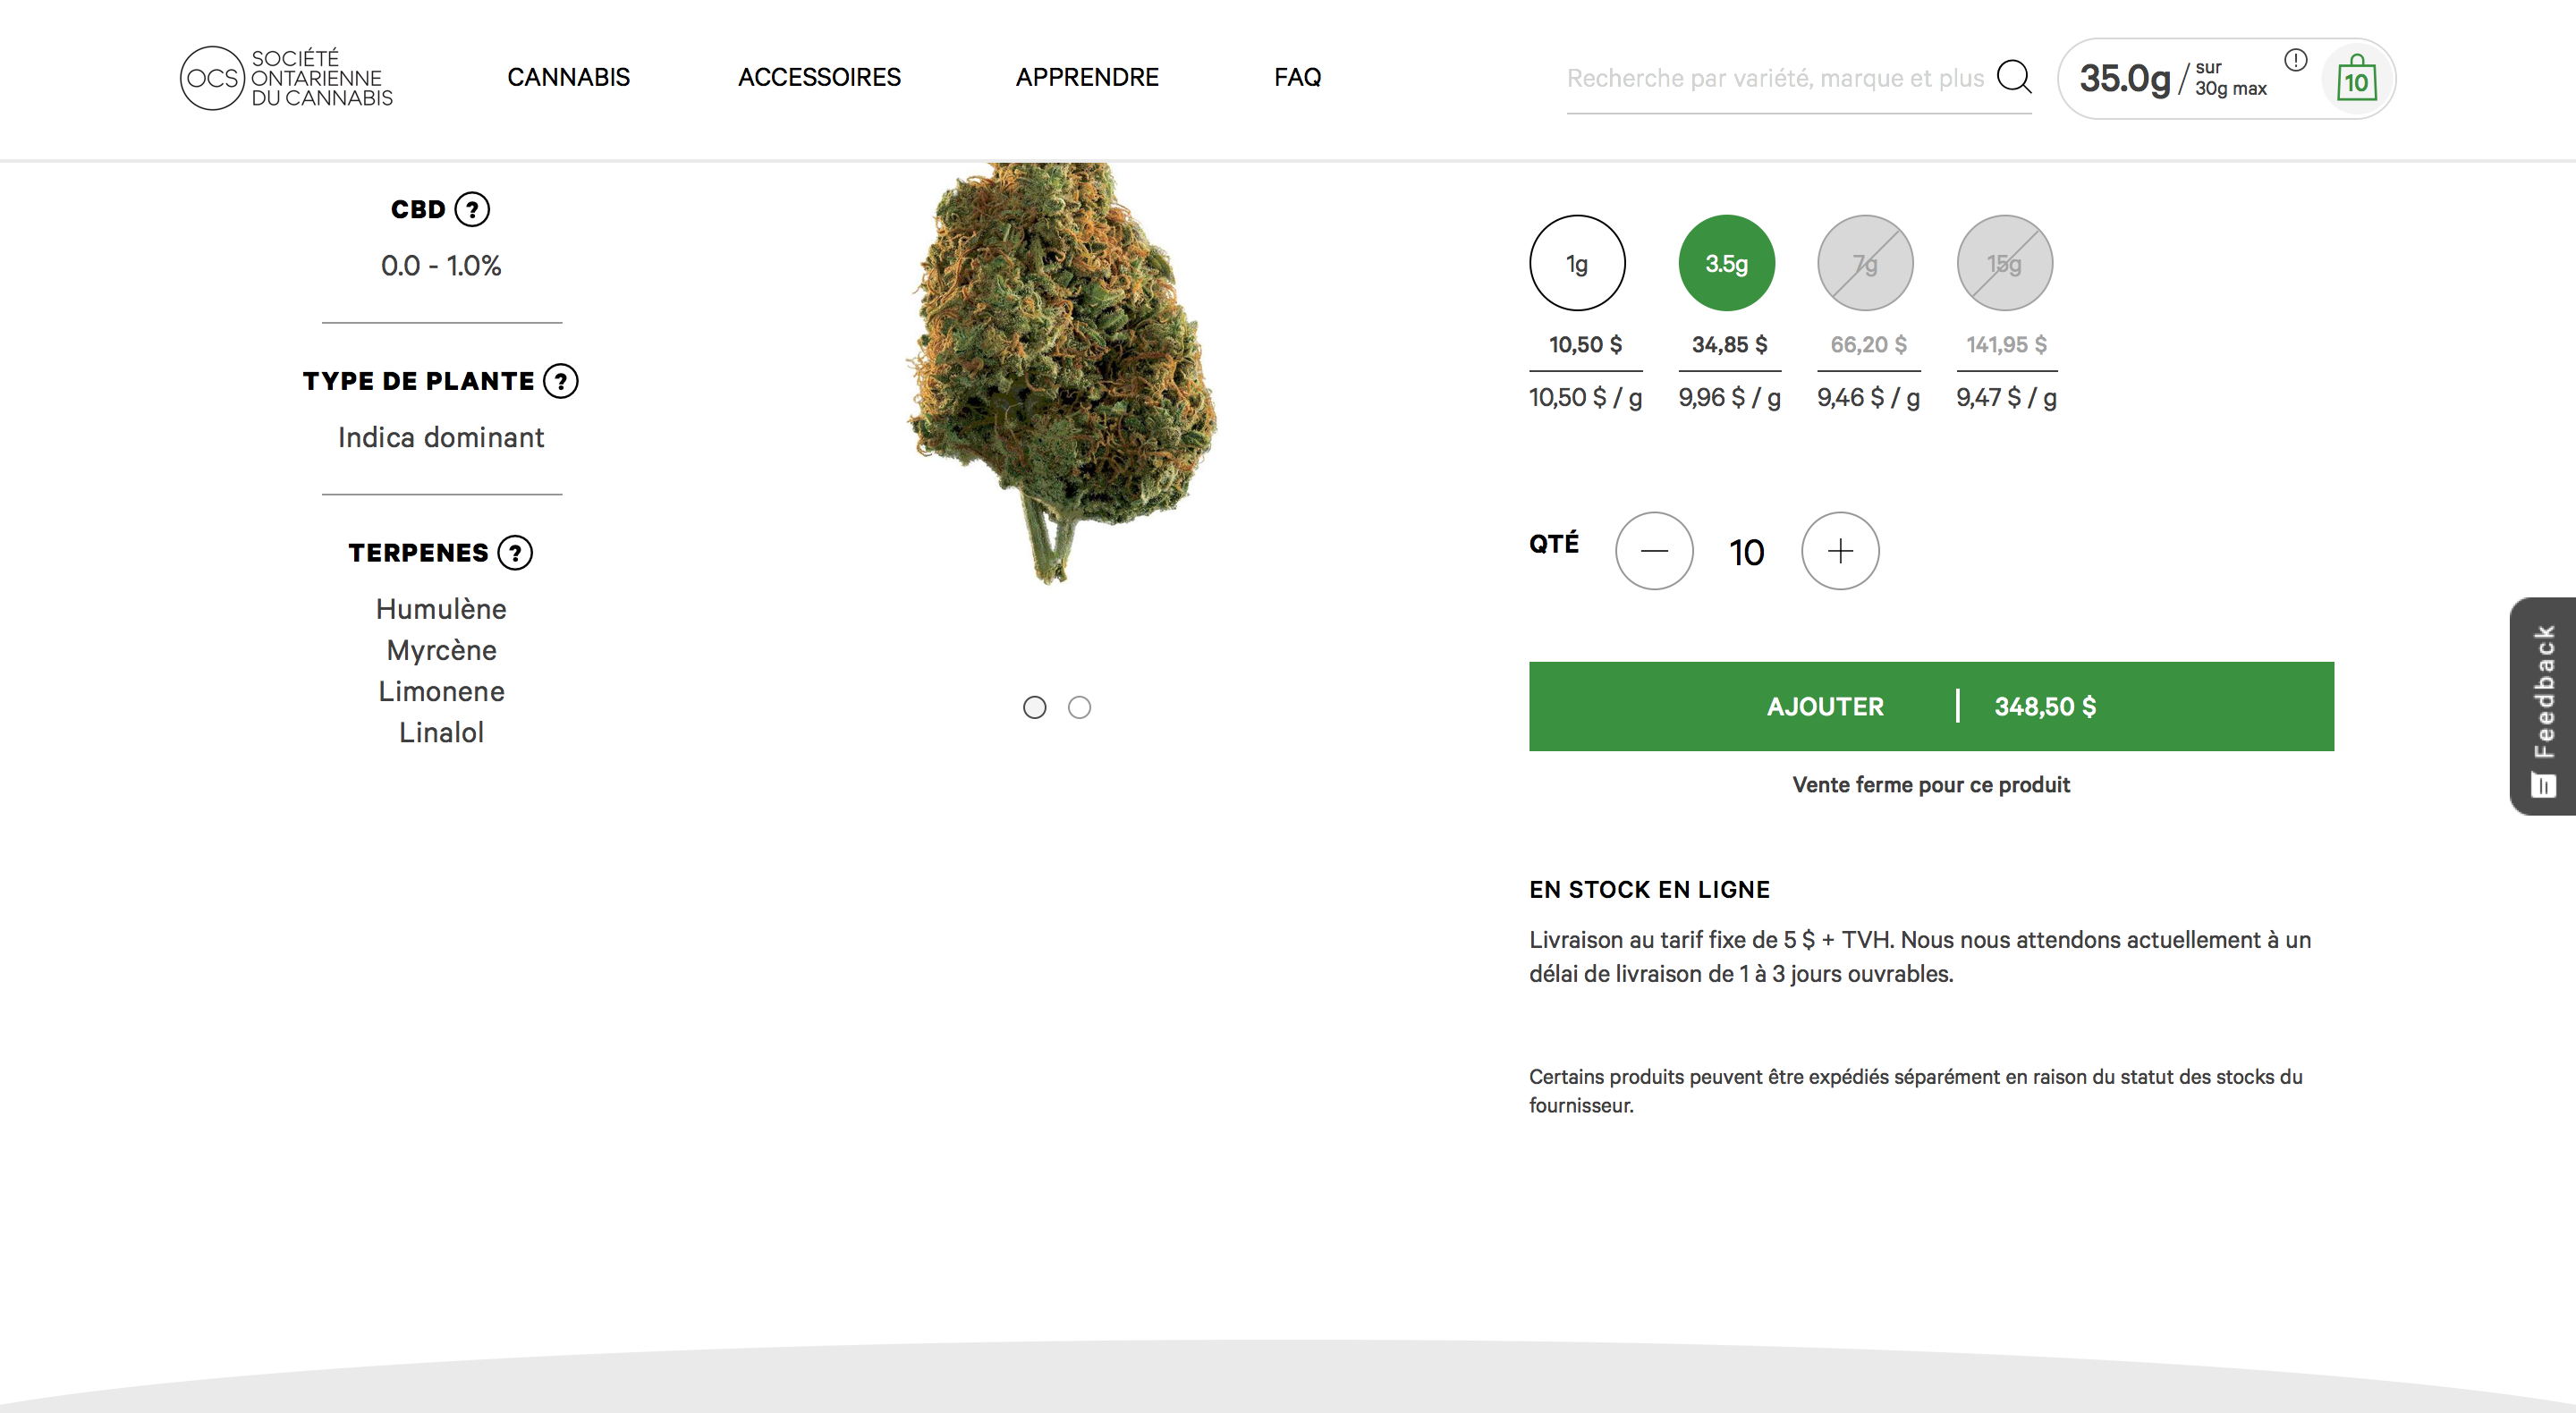 OCS
SOCIÉTÉ
ONTARIENNE
DU CANNABIS
CANNABIS
ACCESSOIRES
APPRENDRE
FAQ
Recherche par variété, marque et plus
35.0g / sur
30g max
10
CBD ?
0.0 - 1.0%
TYPE DE PLANTE ?
Indica dominant
TERPENES ?
Humulène
Myrcène
Limonene
Linalol
1g
3.5g
7g
15g
10,50 $
34,85 $
66,20 $
141,95 $
10,50 $ / g
9,96 $ / g
9,46 $ / g
9,47 $ / g
QTÉ
10
AJOUTER | 348,50 $
Vente ferme pour ce produit
EN STOCK EN LIGNE
Livraison au tarif fixe de 5 $ + TVH. Nous nous attendons actuellement à un
délai de livraison de 1 à 3 jours ouvrables.
Certains produits peuvent être expédiés séparément en raison du statut des stocks du
fournisseur.
Feedback